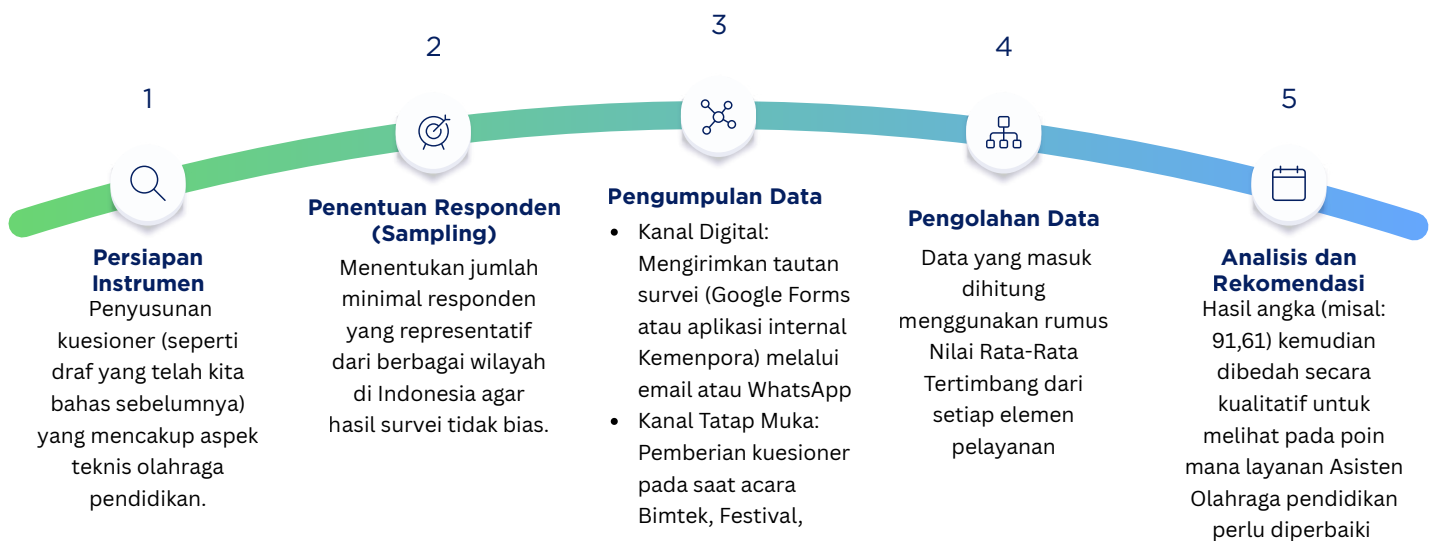 1
Persiapan
Instrumen
Penyusunan
kuesioner (seperti
draf yang telah kita
bahas sebelumnya)
yang mencakup aspek
teknis olahraga
pendidikan.
2
Penentuan Responden
(Sampling)
Menentukan jumlah
minimal responden
yang representatif
dari berbagai wilayah
di Indonesia agar
hasil survei tidak bias.
3
Pengumpulan Data
• Kanal Digital:
Mengirimkan tautan
survei (Google Forms
atau aplikasi internal
Kemenpora) melalui
email atau WhatsApp
• Kanal Tatap Muka:
Pemberian kuesioner
pada saat acara
Bimtek, Festival,
4
Pengolahan Data
Data yang masuk
dihitung
menggunakan rumus
Nilai Rata-Rata
Tertimbang dari
setiap elemen
pelayanan
5
Analisis dan
Rekomendasi
Hasil angka (misal:
91,61) kemudian
dibedah secara
kualitatif untuk
melihat pada poin
mana layanan Asisten
Olahraga pendidikan
perlu diperbaiki